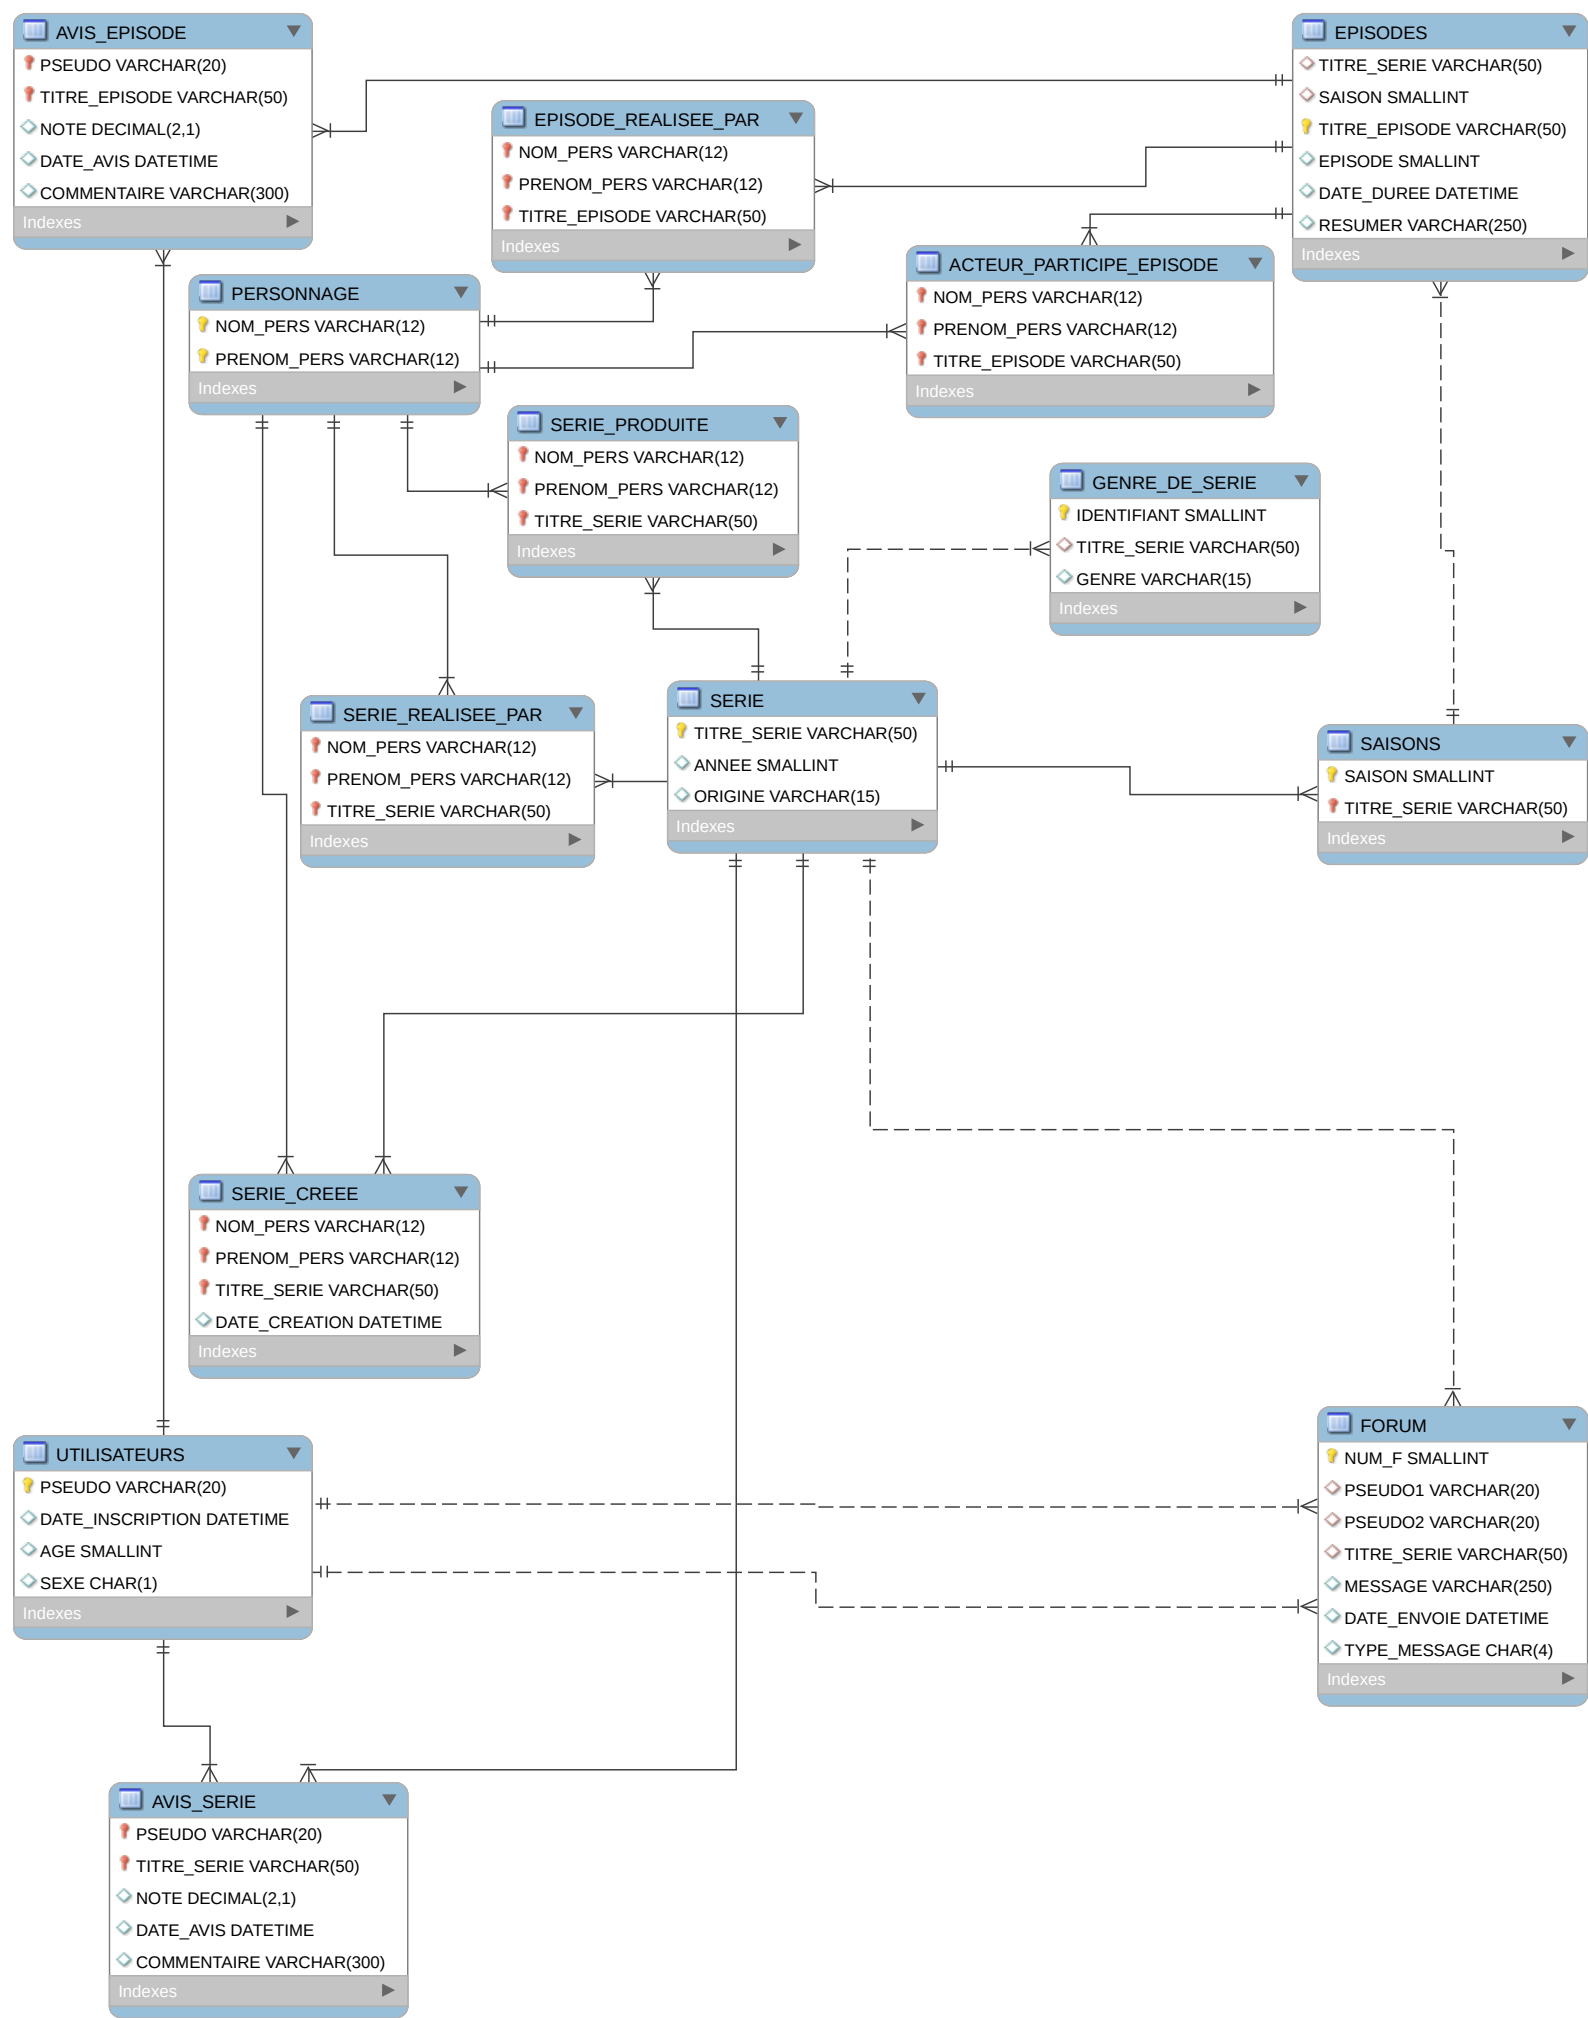 AVIS_EPISODE
PSEUDO VARCHAR(20)
TITRE_EPISODE VARCHAR(50)
NOTE DECIMAL(2,1)
DATE_AVIS DATETIME
COMMENTAIRE VARCHAR(300)
Indexes
EPISODES
TITRE_SERIE VARCHAR(50)
SAISON SMALLINT
TITRE_EPISODE VARCHAR(50)
EPISODE SMALLINT
DATE_DUREE DATETIME
RESUMER VARCHAR(250)
Indexes
EPISODE_REALISEE_PAR
NOM_PERS VARCHAR(12)
PRENOM_PERS VARCHAR(12)
TITRE_EPISODE VARCHAR(50)
Indexes
ACTEUR_PARTICIPE_EPISODE
NOM_PERS VARCHAR(12)
PRENOM_PERS VARCHAR(12)
TITRE_EPISODE VARCHAR(50)
Indexes
PERSONNAGE
NOM_PERS VARCHAR(12)
PRENOM_PERS VARCHAR(12)
Indexes
SERIE_PRODUITE
NOM_PERS VARCHAR(12)
PRENOM_PERS VARCHAR(12)
TITRE_SERIE VARCHAR(50)
Indexes
GENRE_DE_SERIE
IDENTIFIANT SMALLINT
TITRE_SERIE VARCHAR(50)
GENRE VARCHAR(15)
Indexes
SERIE_REALISEE_PAR
NOM_PERS VARCHAR(12)
PRENOM_PERS VARCHAR(12)
TITRE_SERIE VARCHAR(50)
Indexes
SERIE
TITRE_SERIE VARCHAR(50)
ANNEE SMALLINT
ORIGINE VARCHAR(15)
Indexes
SAISONS
SAISON SMALLINT
TITRE_SERIE VARCHAR(50)
Indexes
SERIE_CREEE
NOM_PERS VARCHAR(12)
PRENOM_PERS VARCHAR(12)
TITRE_SERIE VARCHAR(50)
DATE_CREATION DATETIME
Indexes
UTILISATEURS
PSEUDO VARCHAR(20)
DATE_INSCRIPTION DATETIME
AGE SMALLINT
SEXE CHAR(1)
Indexes
FORUM
NUM_F SMALLINT
PSEUDO1 VARCHAR(20)
PSEUDO2 VARCHAR(20)
TITRE_SERIE VARCHAR(50)
MESSAGE VARCHAR(250)
DATE_ENVOIE DATETIME
TYPE_MESSAGE CHAR(4)
Indexes
AVIS_SERIE
PSEUDO VARCHAR(20)
TITRE_SERIE VARCHAR(50)
NOTE DECIMAL(2,1)
DATE_AVIS DATETIME
COMMENTAIRE VARCHAR(300)
Indexes